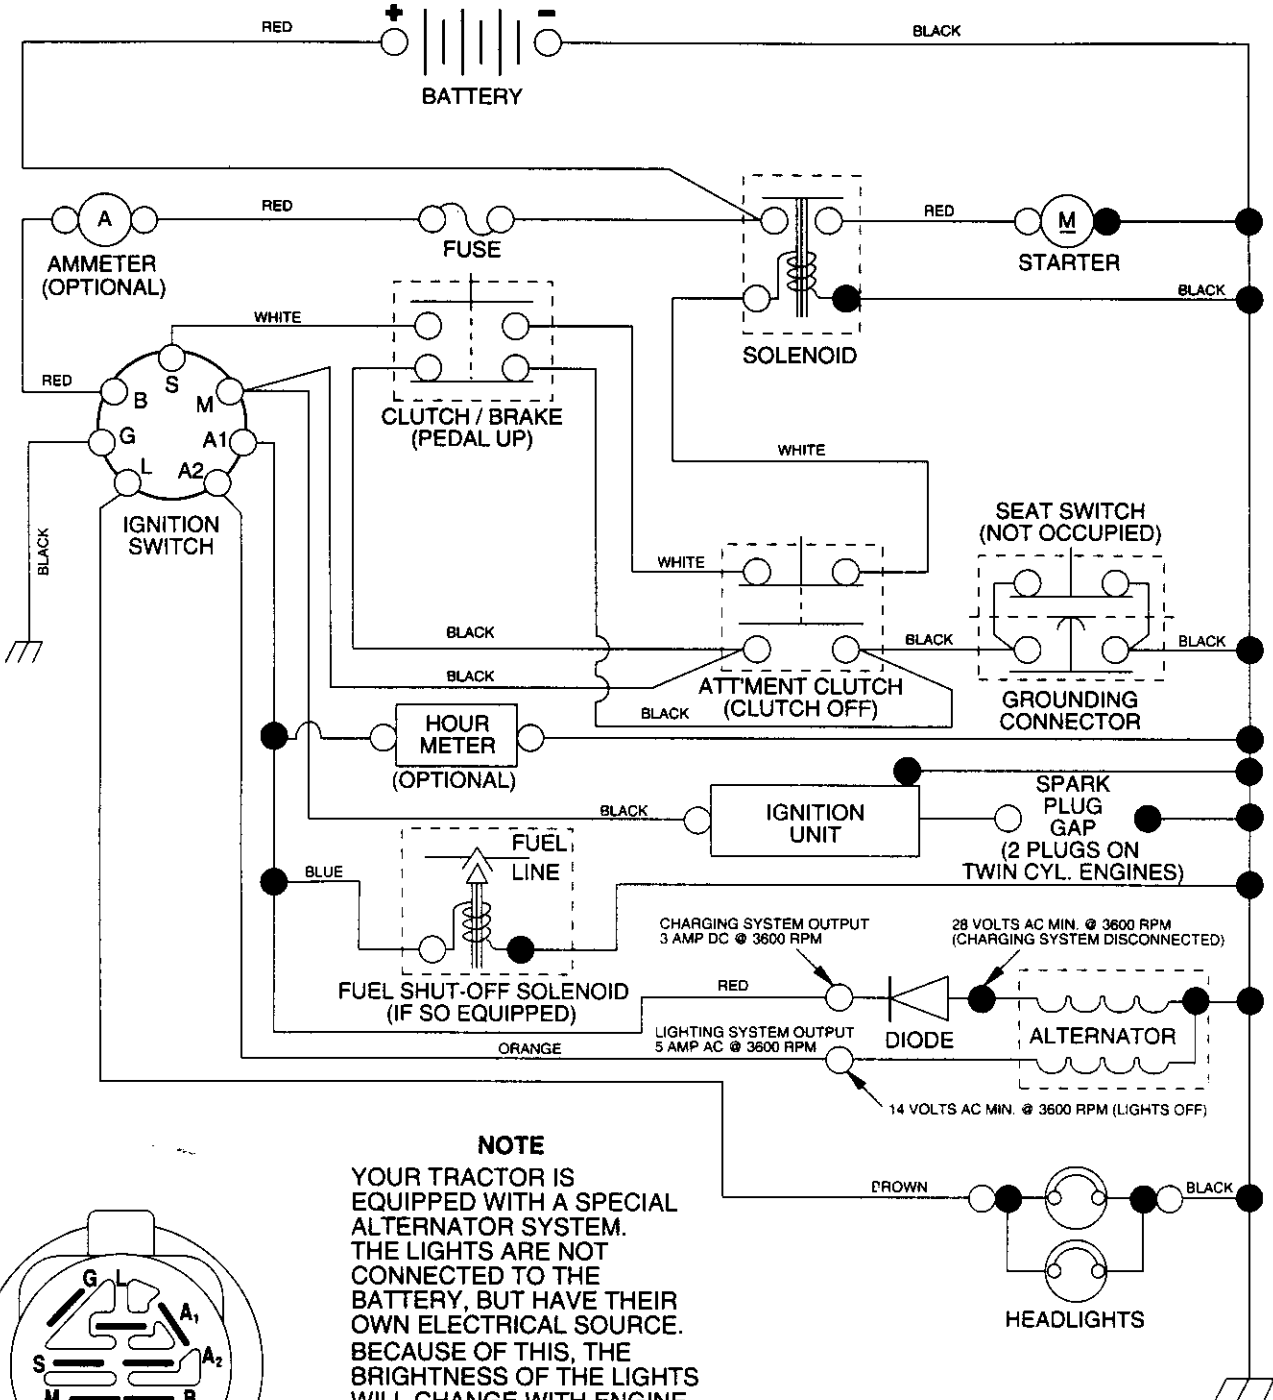 + -
RED
BLACK
BATTERY
A
RED
FUSE
RED
M
STARTER
AMMETER
(OPTIONAL)
BLACK
SOLENOID
WHITE
RED
S
B
M
G
A1
L
A2
CLUTCH / BRAKE
(PEDAL UP)
IGNITION
SWITCH
BLACK
WHITE
SEAT SWITCH
(NOT OCCUPIED)
WHITE
BLACK
BLACK
BLACK
BLACK
BLACK
ATT'MENT CLUTCH
(CLUTCH OFF)
GROUNDING
CONNECTOR
HOUR
METER
(OPTIONAL)
BLACK
IGNITION
UNIT
SPARK
PLUG
GAP
(2 PLUGS ON
TWIN CYL. ENGINES)
FUEL
LINE
BLUE
FUEL SHUT-OFF SOLENOID
(IF SO EQUIPPED)
CHARGING SYSTEM OUTPUT
3 AMP DC @ 3600 RPM
28 VOLTS AC MIN. @ 3600 RPM
(CHARGING SYSTEM DISCONNECTED)
RED
DIODE
ALTERNATOR
LIGHTING SYSTEM OUTPUT
5 AMP AC @ 3600 RPM
ORANGE
14 VOLTS AC MIN. @ 3600 RPM (LIGHTS OFF)
BROWN
BLACK
HEADLIGHTS
NOTE
YOUR TRACTOR IS
EQUIPPED WITH A SPECIAL
ALTERNATOR SYSTEM.
THE LIGHTS ARE NOT
CONNECTED TO THE
BATTERY, BUT HAVE THEIR
OWN ELECTRICAL SOURCE.
BECAUSE OF THIS, THE
BRIGHTNESS OF THE LIGHTS
WILL CHANGE WITH ENGINE
G L
A1
A2
S
M B